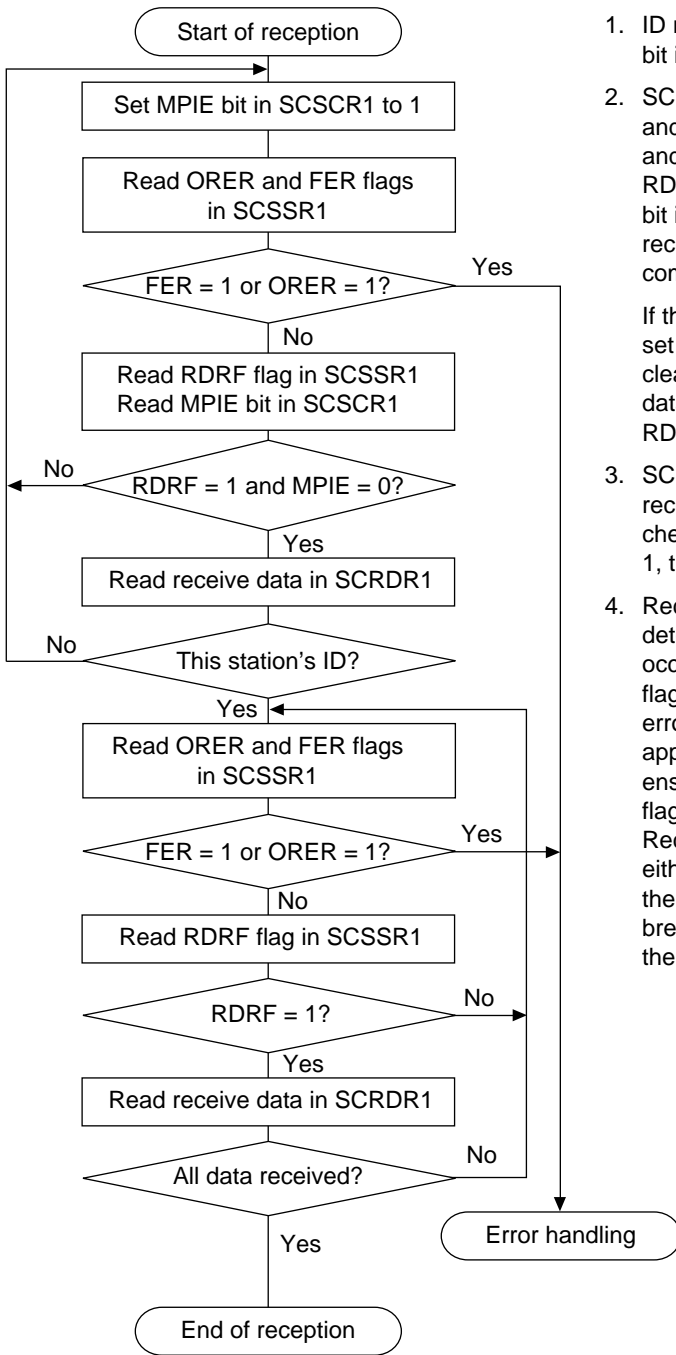 Start of reception
Set MPIE bit in SCSCR1 to 1
Read ORER and FER flags
in SCSSR1
FER = 1 or ORER = 1?
Yes
No
Read RDRF flag in SCSSR1
Read MPIE bit in SCSCR1
No
RDRF = 1 and MPIE = 0?
Yes
Read receive data in SCRDR1
No
This station's ID?
Yes
Read ORER and FER flags
in SCSSR1
FER = 1 or ORER = 1?
Yes
No
Read RDRF flag in SCSSR1
RDRF = 1?
No
Yes
Read receive data in SCRDR1
All data received?
No
Yes
Error handling
End of reception
1. ID
bit
2. SC
RD
bit
rec
If
set
clea
dat
RD
3. SC
rec
che
1, t
4. Rec
det
occ
flag
erro
app
ens
flag
Rec
eith
the
bre
the